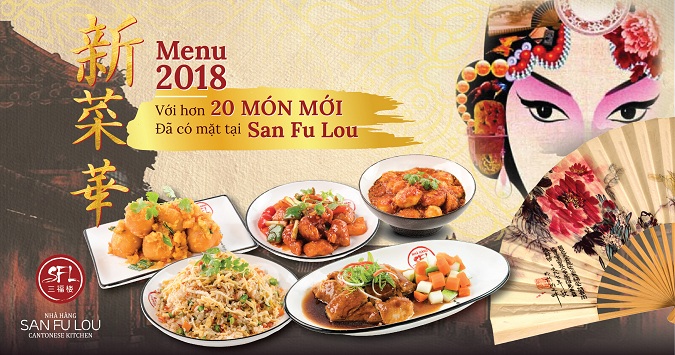 新
菜
華
Menu
2018
Với hơn 20 MÓN MỚI
Đã có mặt tại San Fu Lou
SFL
三福楼
NHÀ HÀNG
SAN FU LOU
CANTONESE KITCHEN